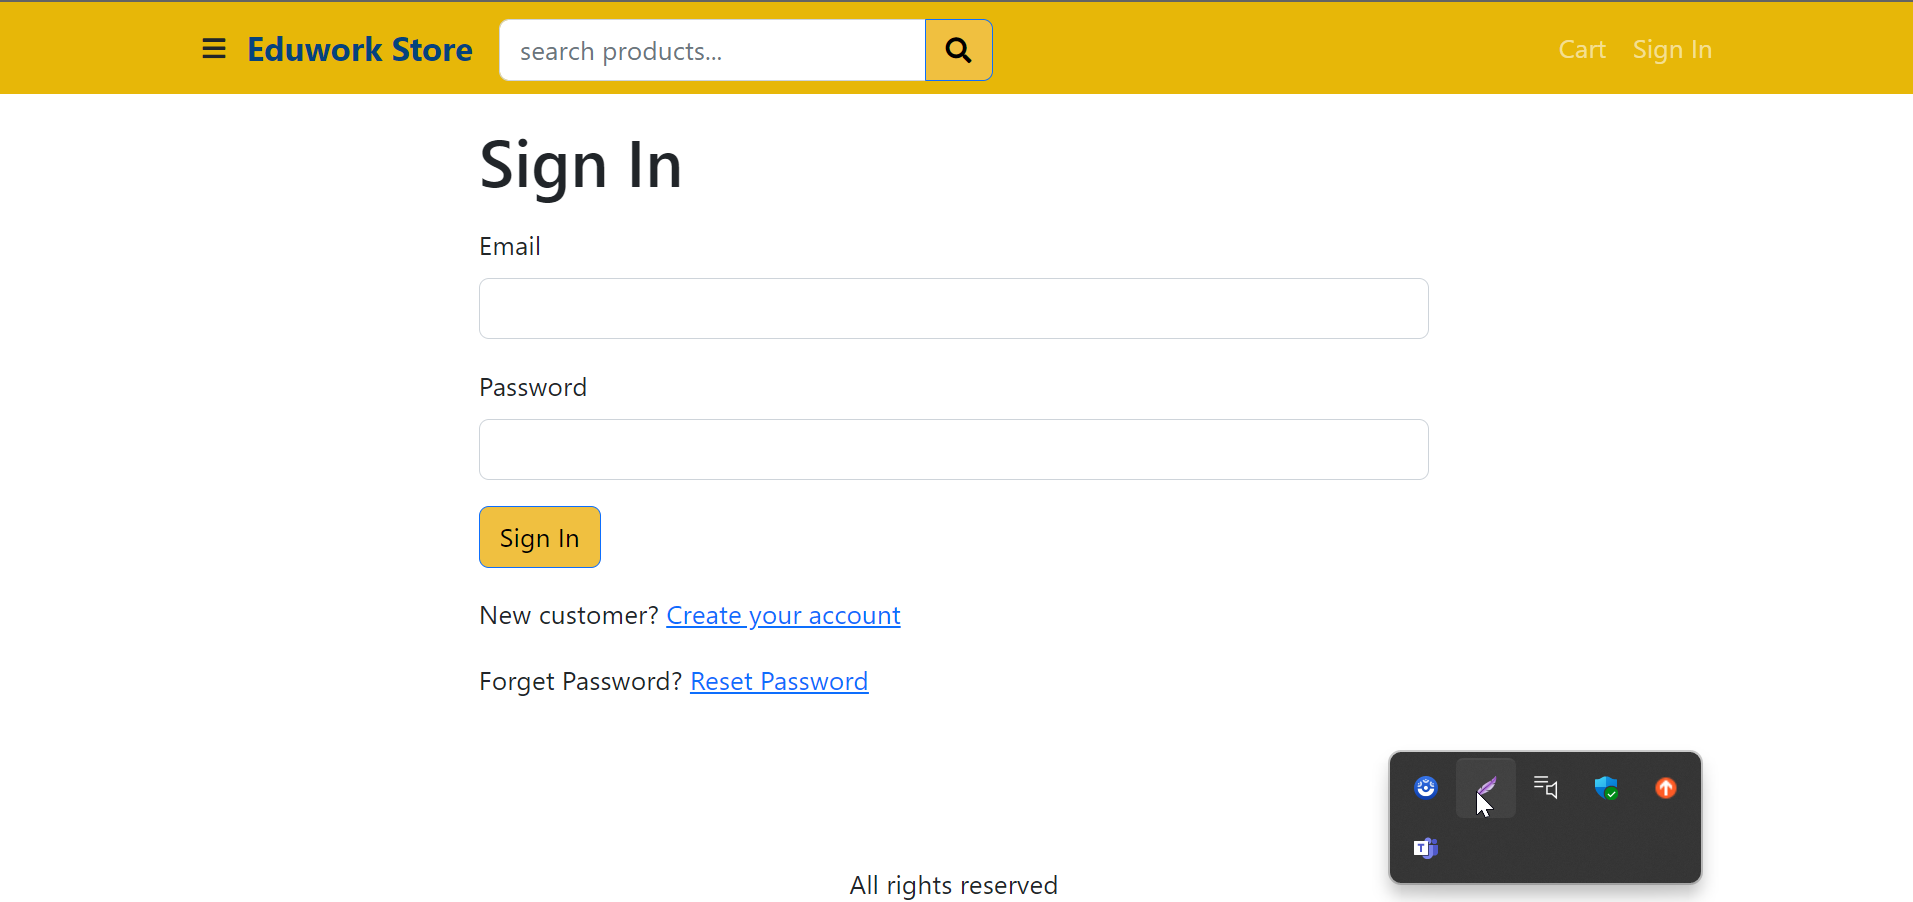 Eduwork Store search products... Cart Sign In
Sign In
Email
Password
Sign In
New customer? Create your account
Forget Password? Reset Password
T
All rights reserved